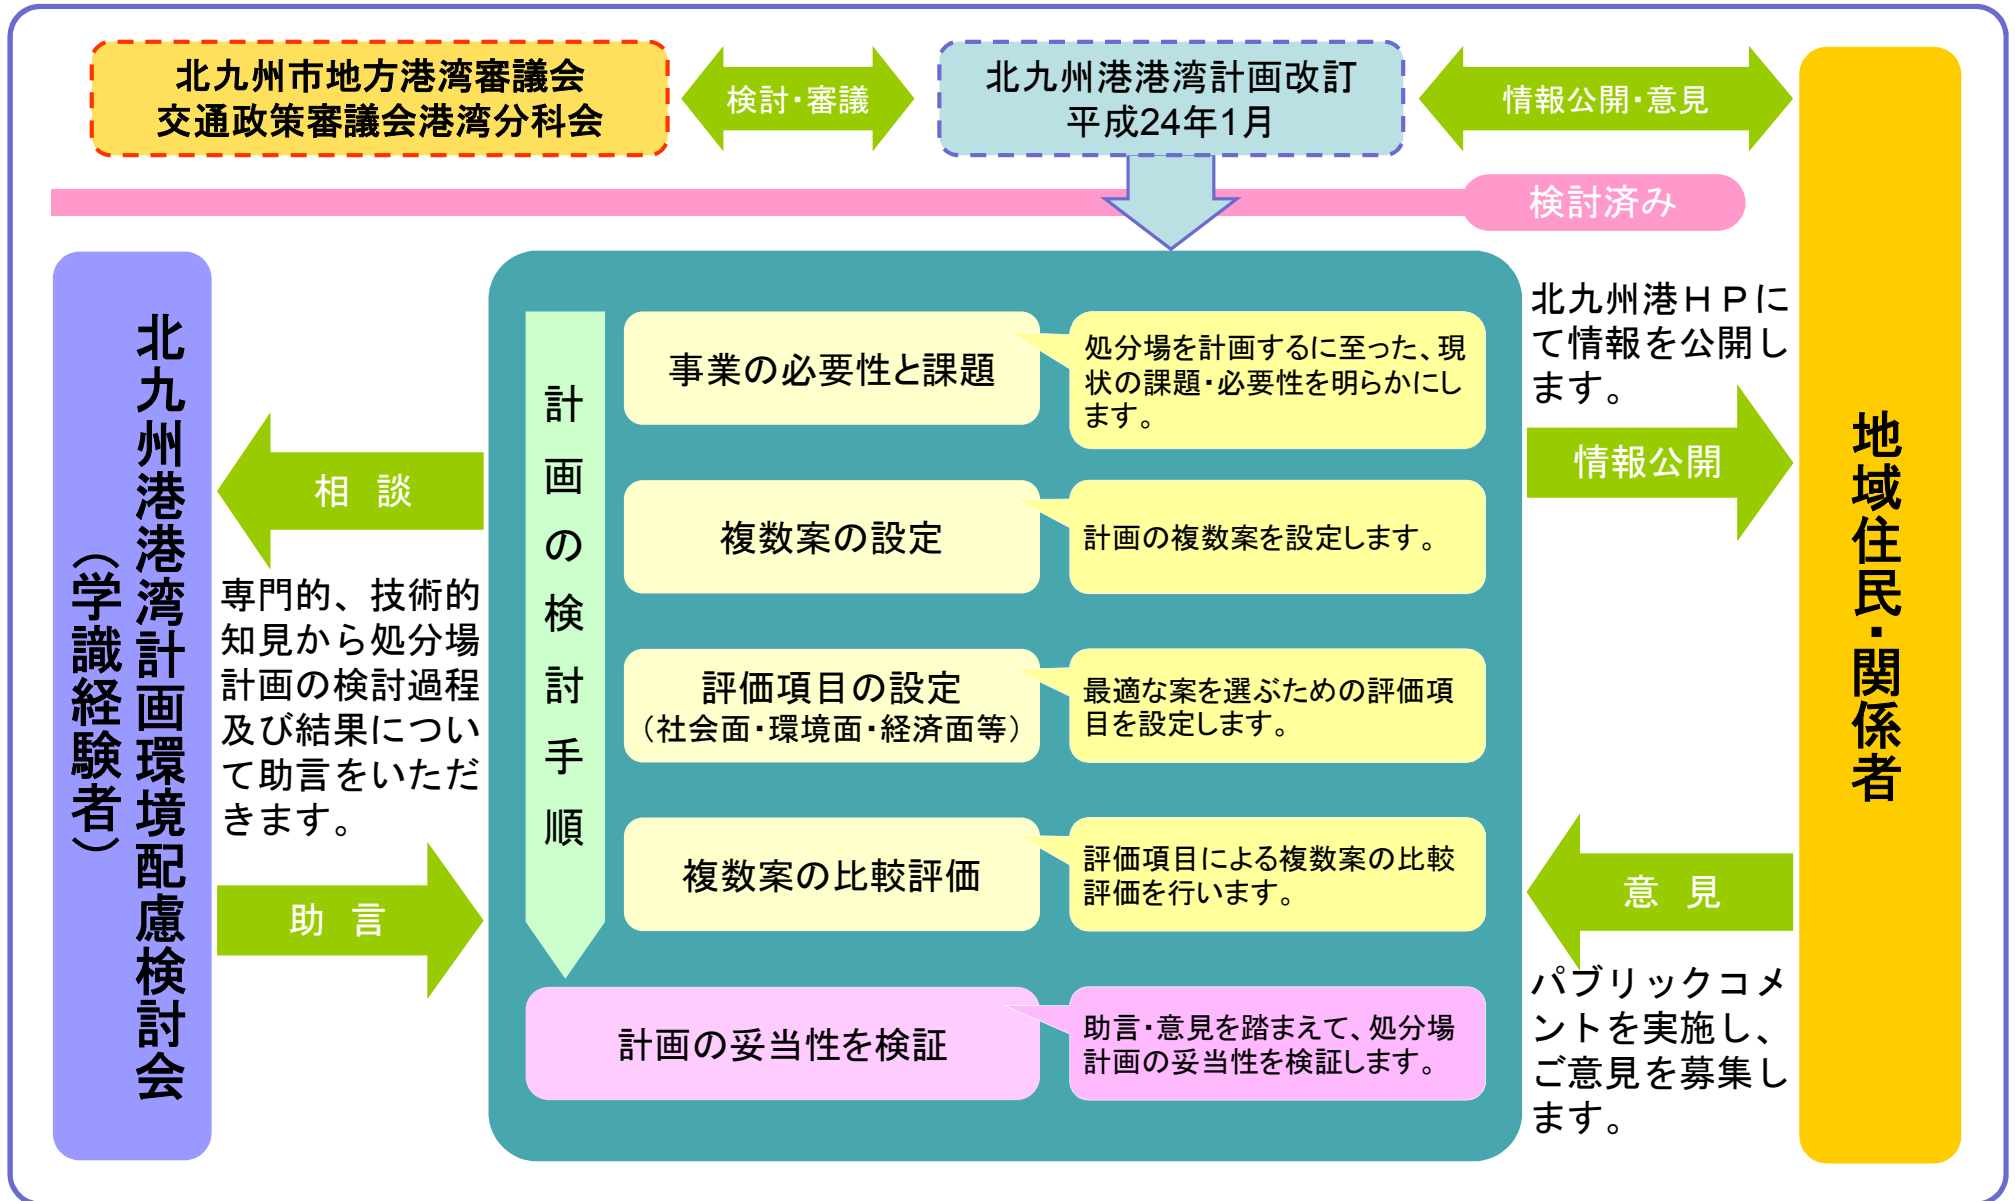 北九州市地方港湾審議会
交通政策審議会港湾分科会
検討・審議
北九州港港湾計画改訂
平成24年1月
情報公開・意見
検討済み
北九州港港湾計画環境配慮検討会
（学識経験者）
相　談
専門的、技術的
知見から処分場
計画の検討過程
及び結果につい
て助言をいただ
きます。
助　言
計画の検討手順
事業の必要性と課題
処分場を計画するに至った、現
状の課題・必要性を明らかにし
ます。
複数案の設定
計画の複数案を設定します。
評価項目の設定
（社会面・環境面・経済面等）
最適な案を選ぶための評価項
目を設定します。
複数案の比較評価
評価項目による複数案の比較
評価を行います。
計画の妥当性を検証
助言・意見を踏まえて、処分場
計画の妥当性を検証します。
北九州港ＨＰに
て情報を公開し
ます。
情報公開
意　見
パブリックコメ
ントを実施し、
ご意見を募集し
ます。
地域住民・関係者